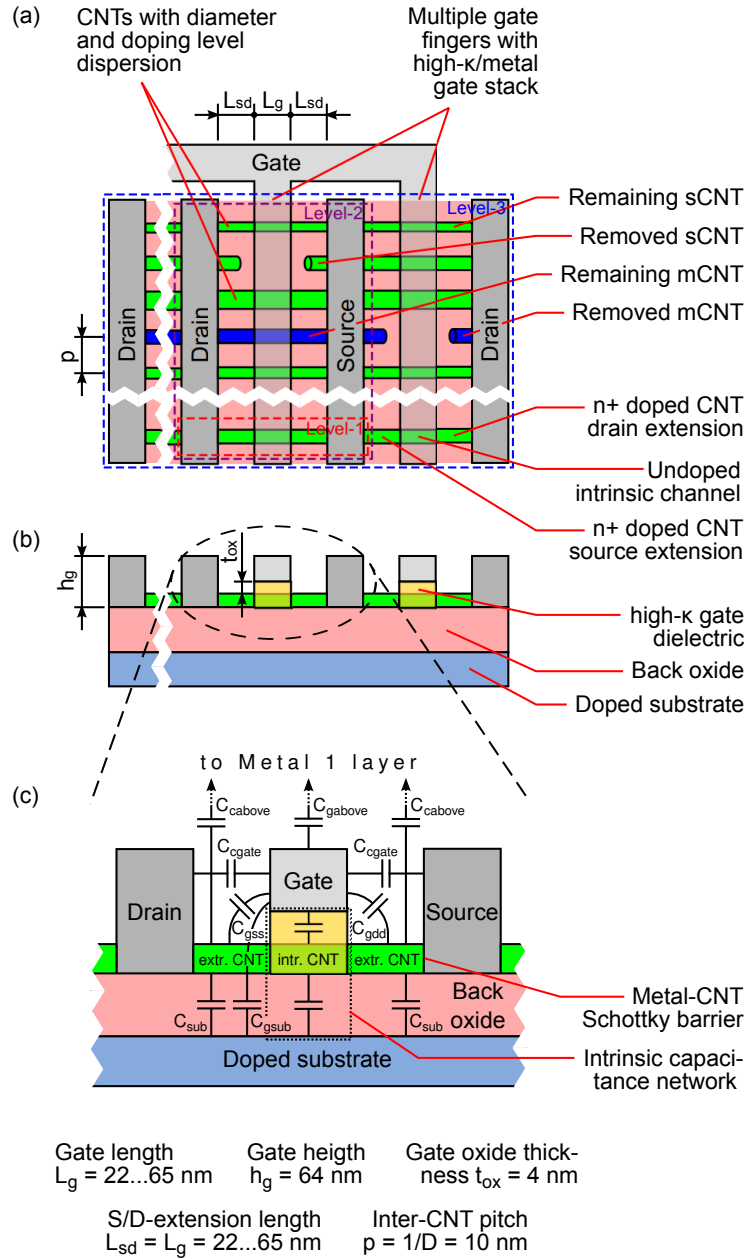 (a)
CNTs with diameter
and doping level
dispersion
Multiple gate
fingers with
high-κ/metal
gate stack
Lsd
Lg
Lsd
Gate
Level-2
Level-3
Remaining sCNT
Removed sCNT
Remaining mCNT
Removed mCNT
Drain
Drain
Source
Drain
p
Level-1
n+ doped CNT
drain extension
Undoped
intrinsic channel
n+ doped CNT
source extension
(b)
hg
tox
high-κ gate
dielectric
Back oxide
Doped substrate
to Metal 1 layer
(c)
Ccabove
Cgabove
Ccabove
Ccgate
Ccgate
Drain
Gate
Source
Cgss
Cgdd
extr. CNT
intr. CNT
extr. CNT
Csub
Cgsub
Csub
Back
oxide
Doped substrate
Metal-CNT
Schottky barrier
Intrinsic capaci-
tance network
Gate length
Lg = 22...65 nm
Gate heigth
hg = 64 nm
Gate oxide thick-
ness tox = 4 nm
S/D-extension length
Lsd = Lg = 22...65 nm
Inter-CNT pitch
p = 1/D = 10 nm